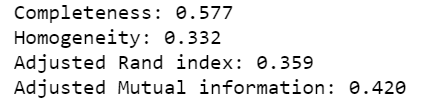 Completeness: 0.577
Homogeneity: 0.332
Adjusted Rand index: 0.359
Adjusted Mutual information: 0.420